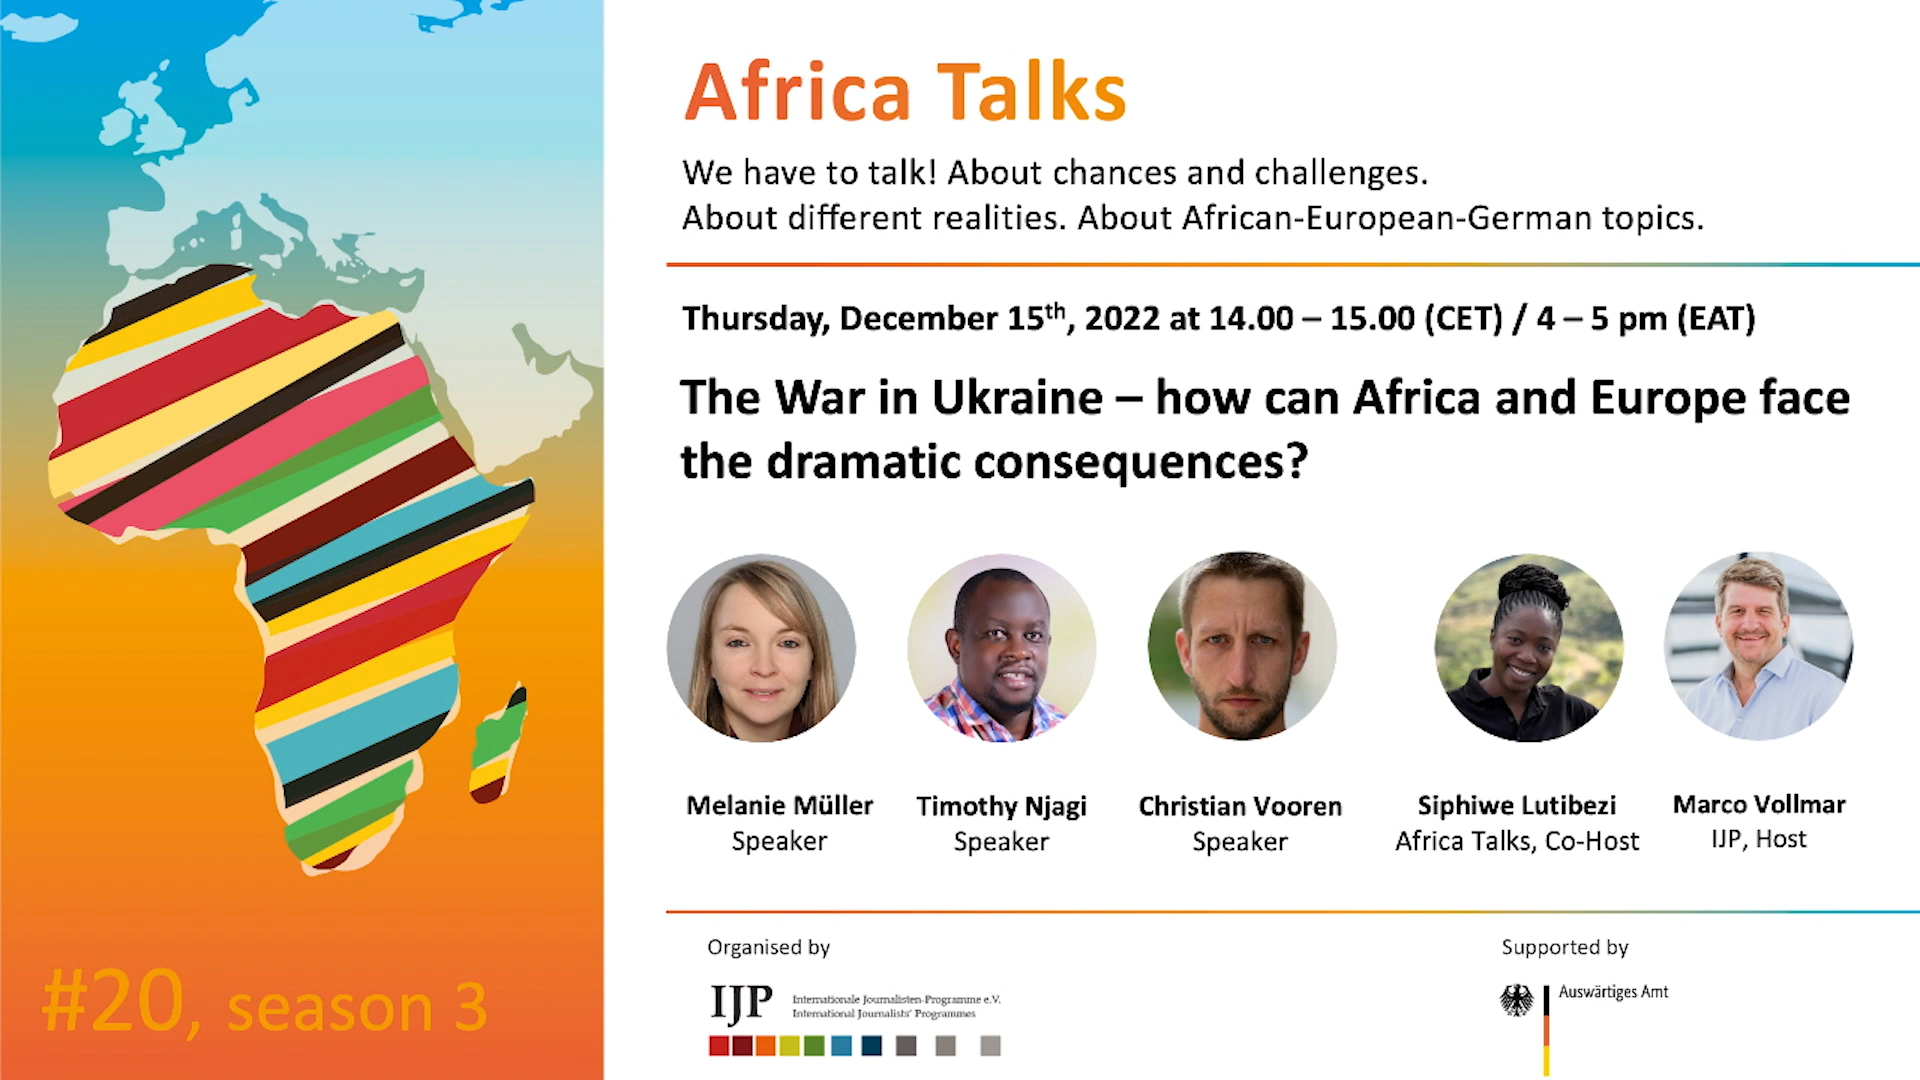 Africa Talks
We have to talk! About chances and challenges.
About different realities. About African-European-German topics.
Thursday, December 15th, 2022 at 14.00 – 15.00 (CET) / 4 – 5 pm (EAT)
The War in Ukraine – how can Africa and Europe face
the dramatic consequences?
Melanie Müller
Speaker
Timothy Njagi
Speaker
Christian Vooren
Speaker
Siphiwe Lutibezi
Africa Talks, Co-Host
Marco Vollmar
IJP, Host
#20, season 3
Organised by
IJP
Internationale Journalisten-Programme e.V.
International Journalists' Programmes
Supported by
Auswärtiges Amt